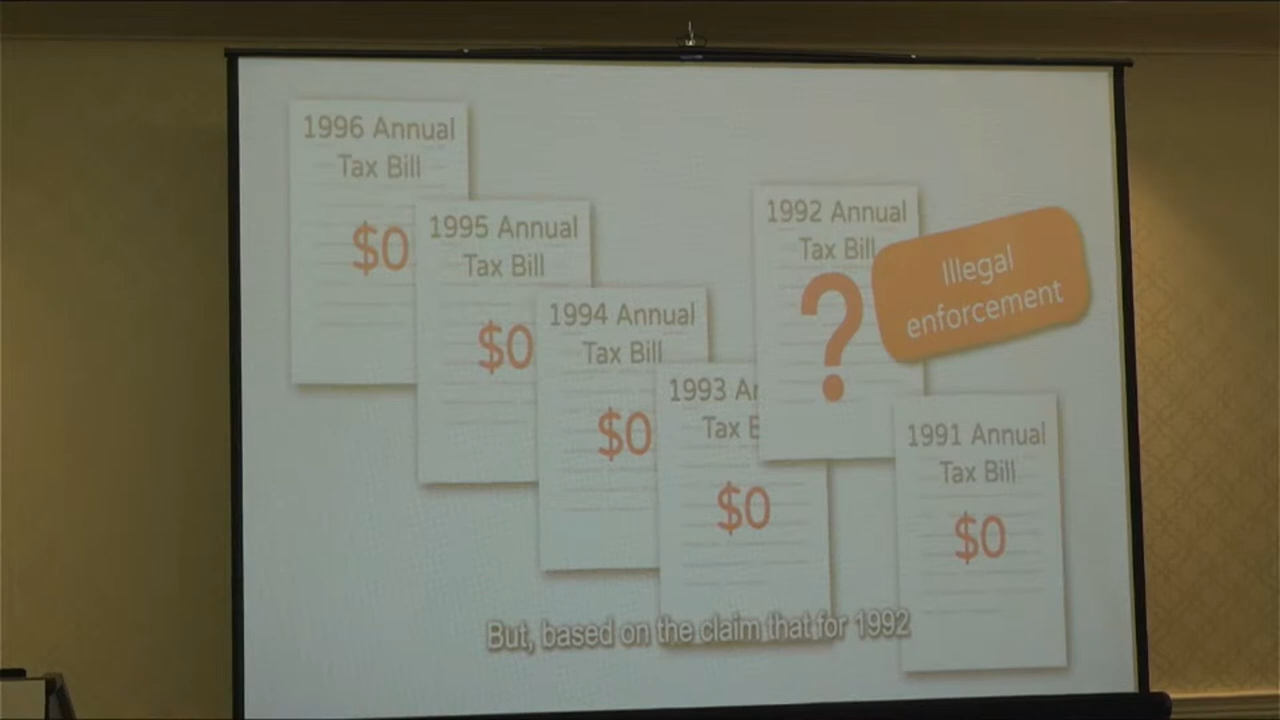 1996 Annual
Tax Bill
$0
1995 Annual
Tax Bill
$0
1994 Annual
Tax Bill
$0
1993 An
Tax B
$0
1992 Annual
Tax Bill
?
Illegal
enforcement
1991 Annual
Tax Bill
$0
But, based on the claim that for 1992